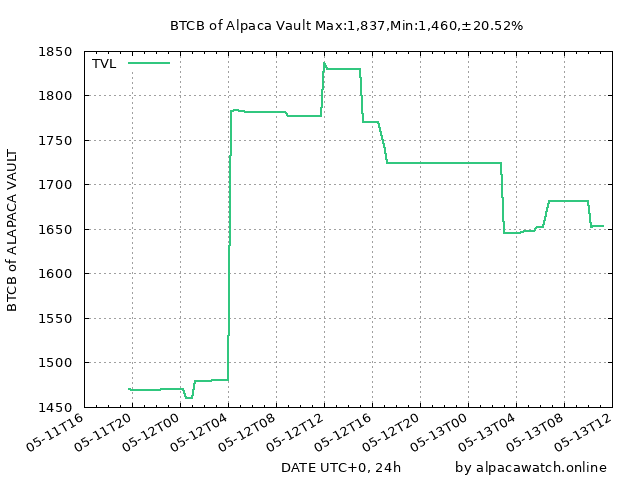 BTCB of Alpaca Vault Max:1,837,Min:1,460,±20.52%
TVL
BTCB of ALAPACA VAULT
1850
1800
1750
1700
1650
1600
1550
1500
1450
05-11T16
05-11T20
05-12T00
05-12T04
05-12T08
05-12T12
05-12T16
05-12T20
05-13T00
05-13T04
05-13T08
05-13T12
DATE UTC+0, 24h
by alpacawatch.online